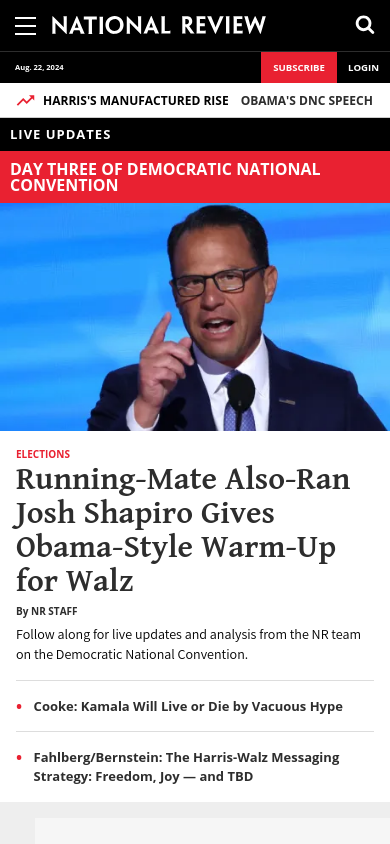 NATIONAL REVIEW
Aug. 22, 2024
SUBSCRIBE
LOGIN
HARRIS'S MANUFACTURED RISE
OBAMA'S DNC SPEECH
LIVE UPDATES
DAY THREE OF DEMOCRATIC NATIONAL
CONVENTION
ELECTIONS
Running-Mate Also-Ran
Josh Shapiro Gives
Obama-Style Warm-Up
for Walz
By NR STAFF
Follow along for live updates and analysis from the NR team
on the Democratic National Convention.
• Cooke: Kamala Will Live or Die by Vacuous Hype
• Fahlberg/Bernstein: The Harris-Walz Messaging
Strategy: Freedom, Joy — and TBD